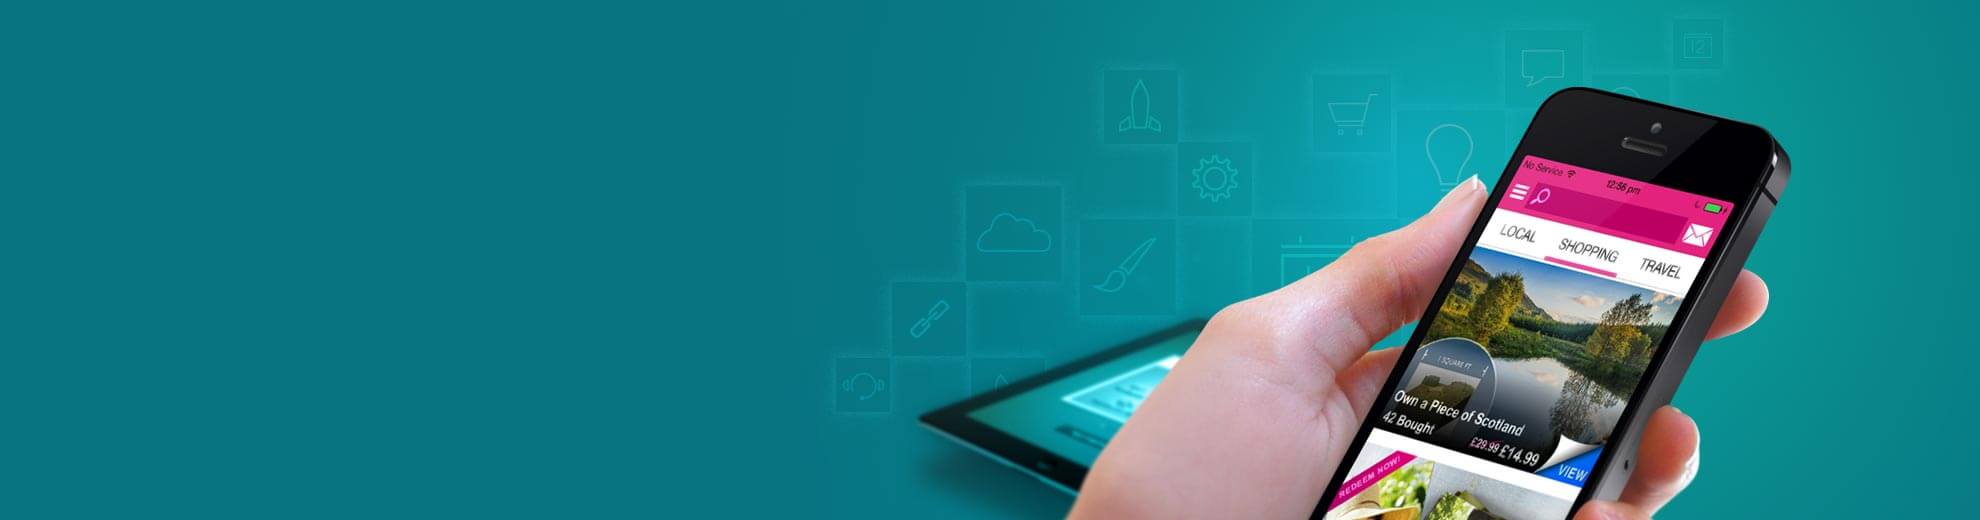 12
No Service
12:56 pm
LOCAL
SHOPPING
TRAVEL
1 SQUARE FT
Own a Piece of Scotland
42 Bought
£29.99 £14.99
VIEW
REDEEM NOW!